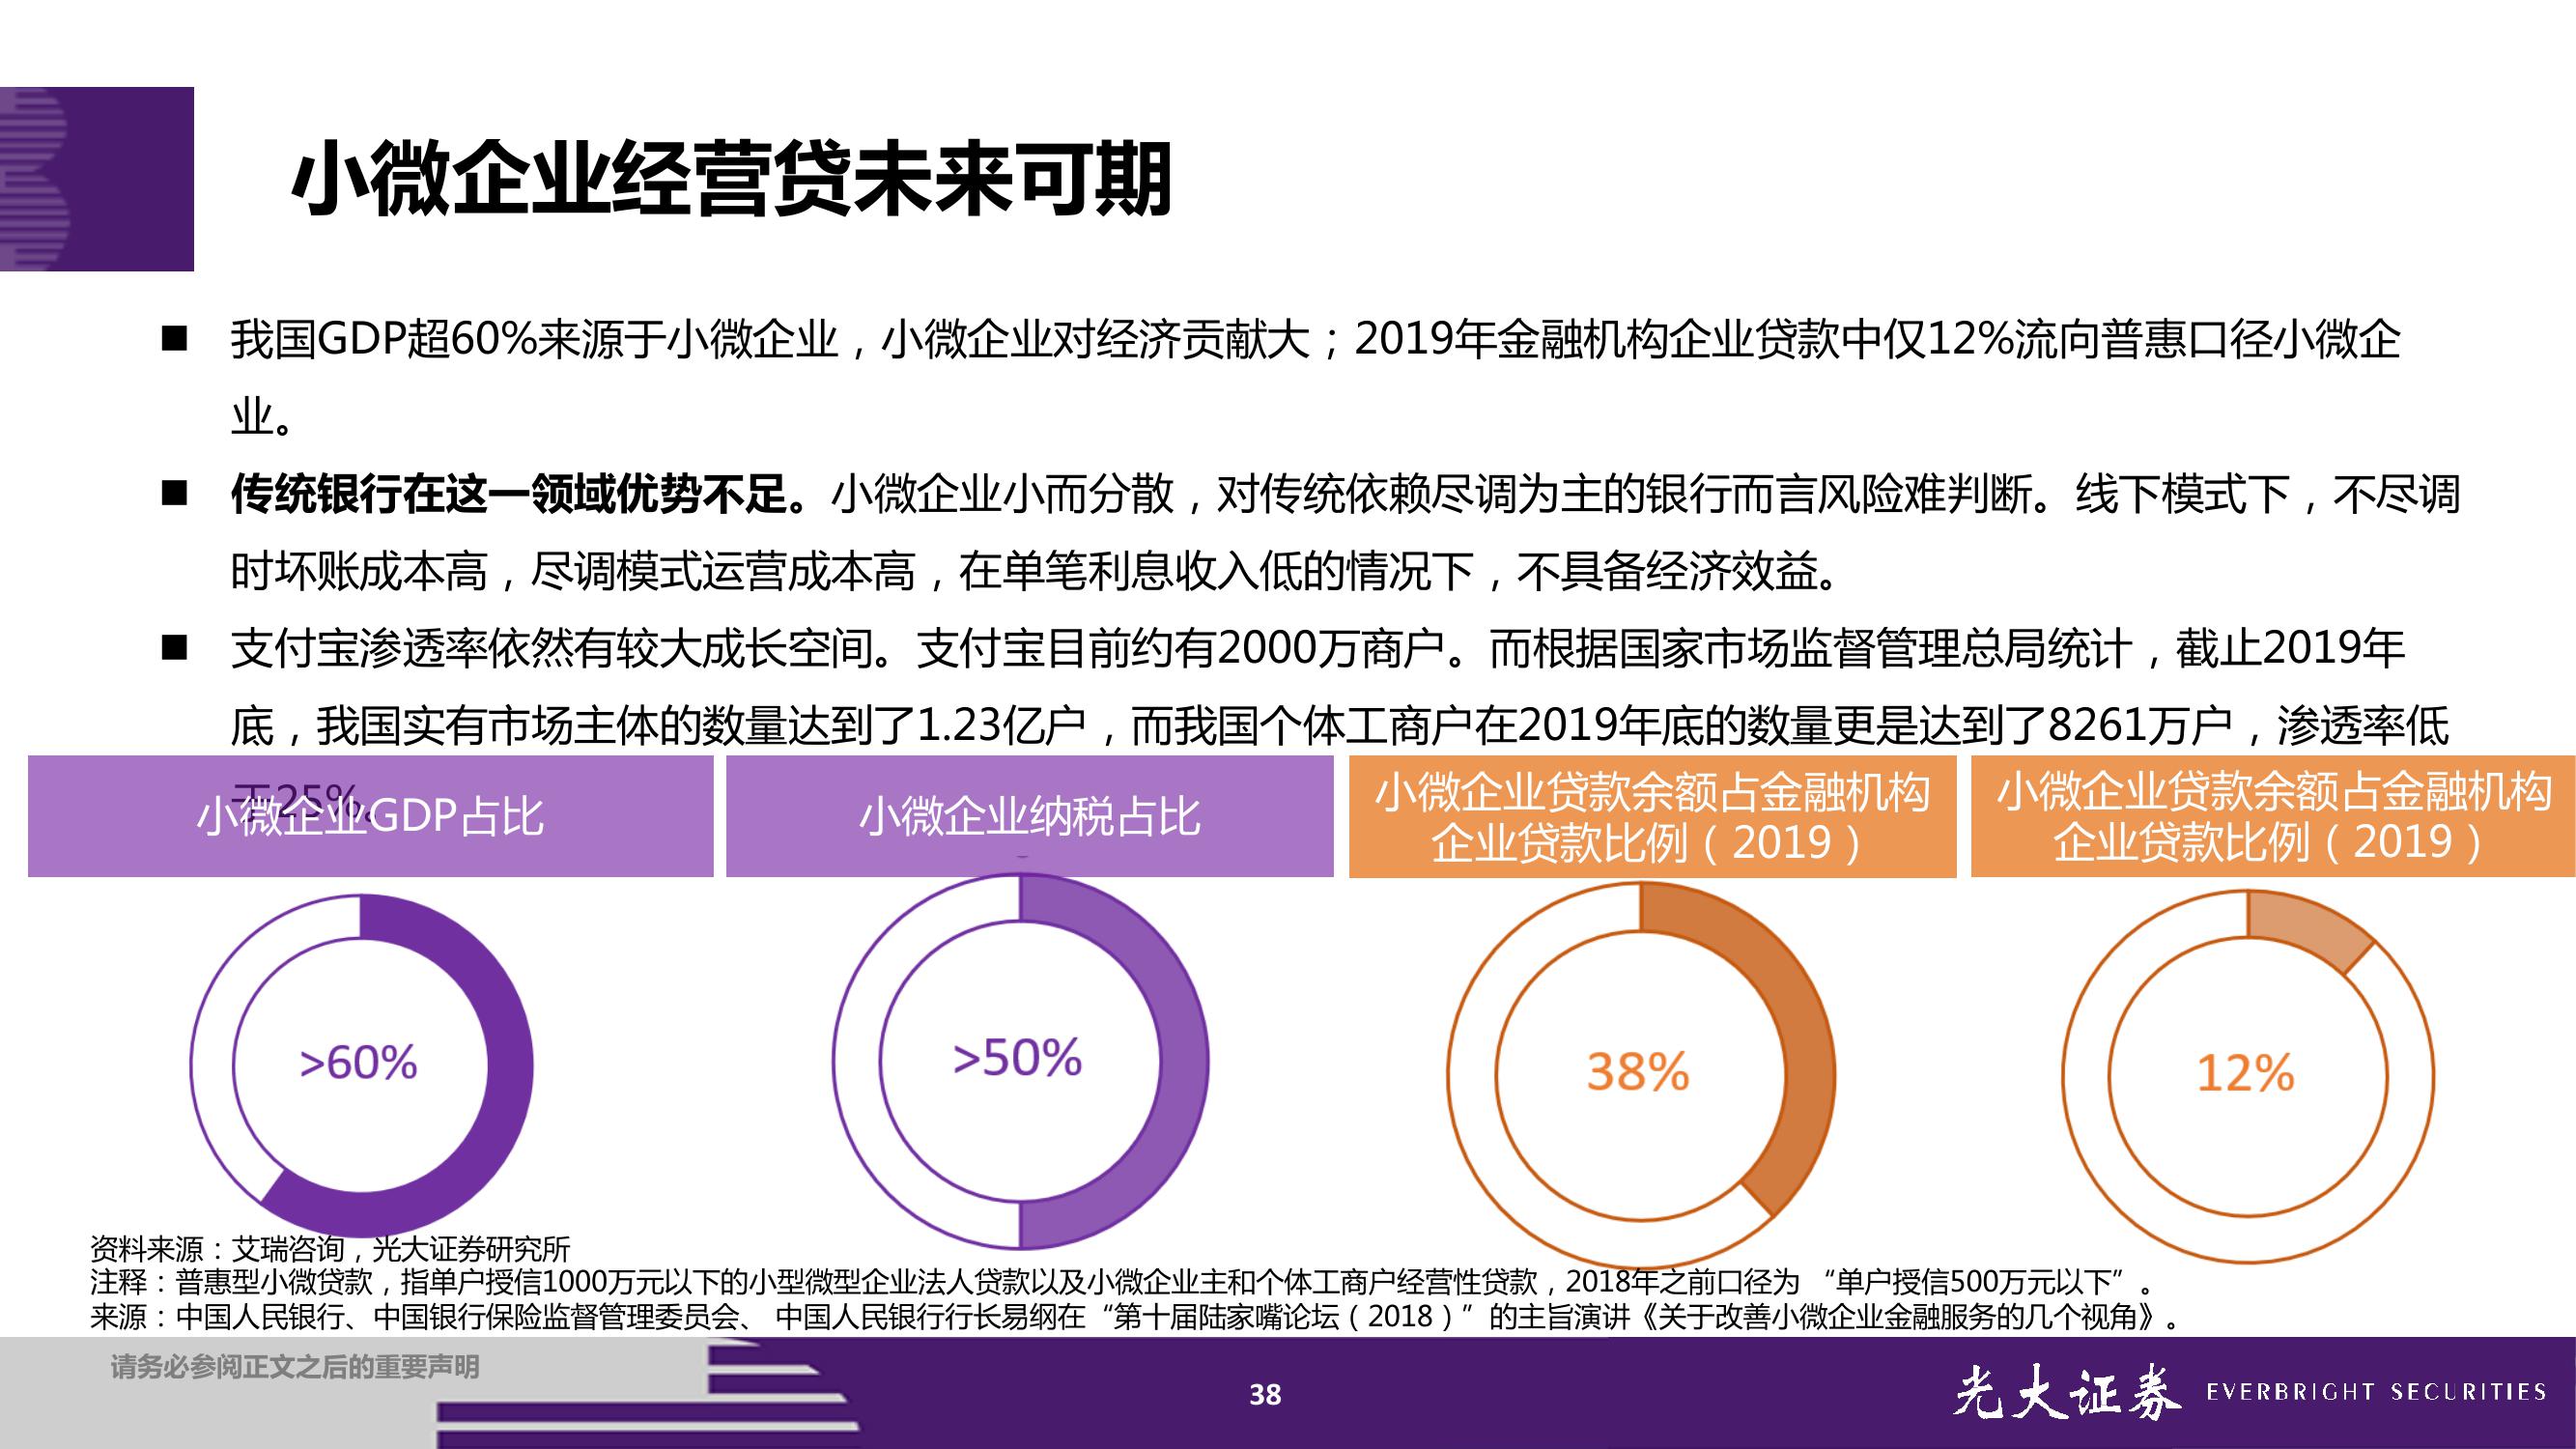 小微企业经营贷未来可期
■ 我国GDP超60%来源于小微企业，小微企业对经济贡献大；2019年金融机构企业贷款中仅12%流向普惠口径小微企
业。
■ 传统银行在这一领域优势不足。小微企业小而分散，对传统依赖尽调为主的银行而言风险难判断。线下模式下，不尽调
时坏账成本高，尽调模式运营成本高，在单笔利息收入低的情况下，不具备经济效益。
■ 支付宝渗透率依然有较大成长空间。支付宝目前约有2000万商户。而根据国家市场监督管理总局统计，截止2019年
底，我国实有市场主体的数量达到了1.23亿户，而我国个体工商户在2019年底的数量更是达到了8261万户，渗透率低
于25%。
小微企业GDP占比
小微企业纳税占比
小微企业贷款余额占金融机构
企业贷款比例（2019）
小微企业贷款余额占金融机构
企业贷款比例（2019）
>60%
>50%
38%
12%
资料来源：艾瑞咨询，光大证券研究所
注释：普惠型小微贷款，指单户授信1000万元以下的小型微型企业法人贷款以及小微企业主和个体工商户经营性贷款，2018年之前口径为 “单户授信500万元以下”。
来源：中国人民银行、中国银行保险监督管理委员会、 中国人民银行行长易纲在“第十届陆家嘴论坛（2018）”的主旨演讲《关于改善小微企业金融服务的几个视角》。
请务必参阅正文之后的重要声明
38
光大证券 EVERBRIGHT SECURITIES